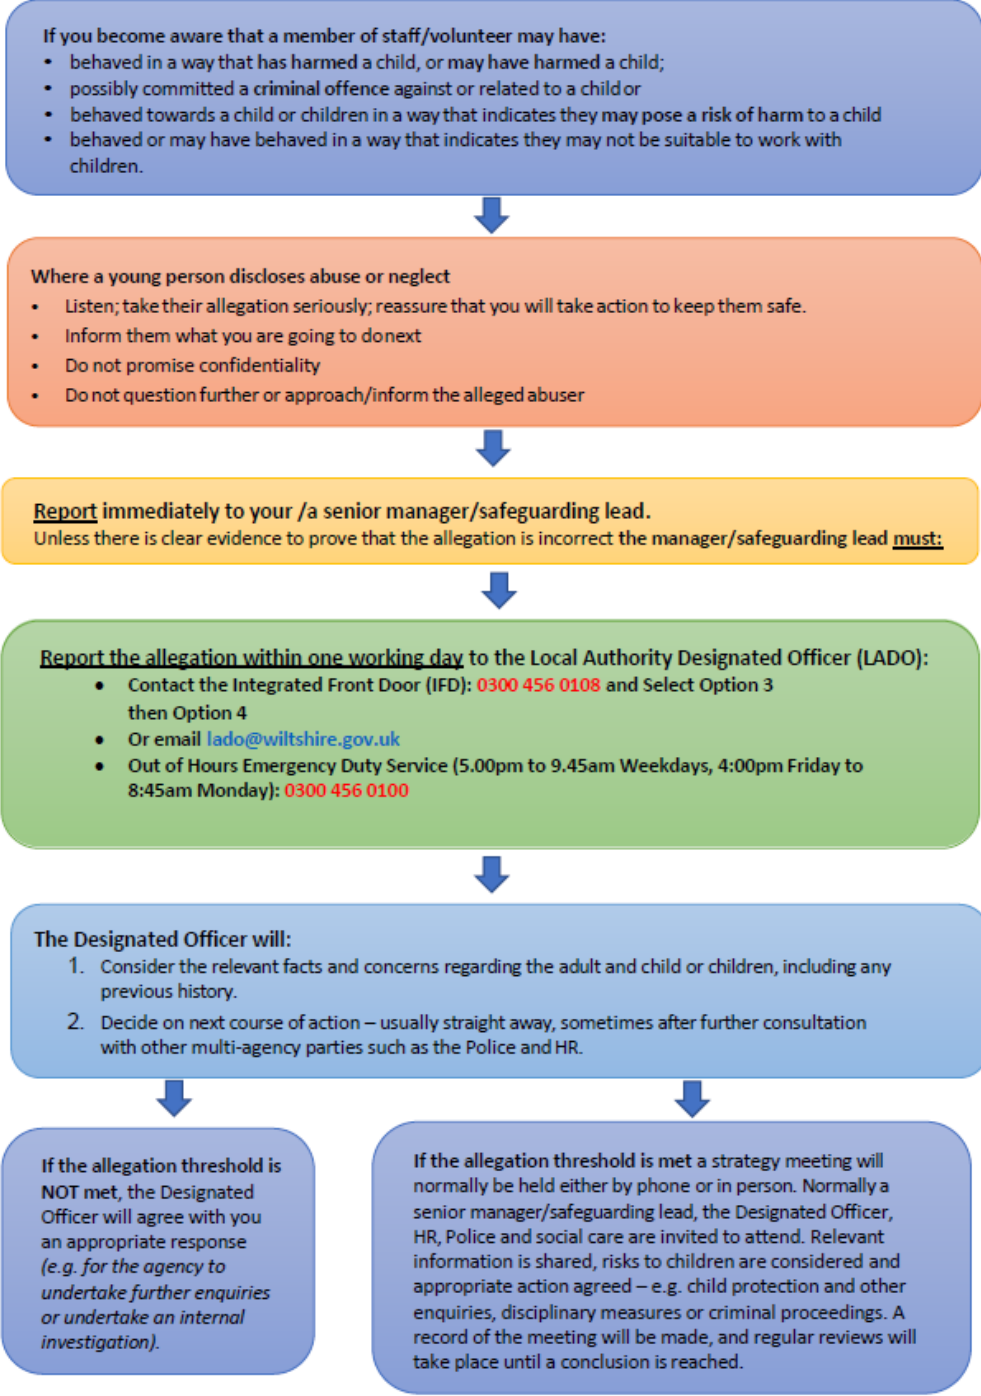 If you become aware that a member of staff/volunteer may have:
• behaved in a way that has harmed a child, or may have harmed a child;
• possibly committed a criminal offence against or related to a child or
• behaved towards a child or children in a way that indicates they may pose a risk of harm to a child
• behaved or may have behaved in a way that indicates they may not be suitable to work with
children.
Where a young person discloses abuse or neglect
• Listen; take their allegation seriously; reassure that you will take action to keep them safe.
• Inform them what you are going to donext
• Do not promise confidentiality
• Do not question further or approach/inform the alleged abuser
Report immediately to your /a senior manager/safeguarding lead.
Unless there is clear evidence to prove that the allegation is incorrect the manager/safeguarding lead must:
Report the allegation within one working day to the Local Authority Designated Officer (LADO):
• Contact the Integrated Front Door (IFD): 0300 456 0108 and Select Option 3
then Option 4
• Or email lado@wiltshire.gov.uk
• Out of Hours Emergency Duty Service (5.00pm to 9.45am Weekdays, 4:00pm Friday to
8:45am Monday): 0300 456 0100
The Designated Officer will:
1. Consider the relevant facts and concerns regarding the adult and child or children, including any
previous history.
2. Decide on next course of action – usually straight away, sometimes after further consultation
with other multi-agency parties such as the Police and HR.
If the allegation threshold is
NOT met, the Designated
Officer will agree with you
an appropriate response
(e.g. for the agency to
undertake further enquiries
or undertake an internal
investigation).
If the allegation threshold is met a strategy meeting will
normally be held either by phone or in person. Normally a
senior manager/safeguarding lead, the Designated Officer,
HR, Police and social care are invited to attend. Relevant
information is shared, risks to children are considered and
appropriate action agreed – e.g. child protection and other
enquiries, disciplinary measures or criminal proceedings. A
record of the meeting will be made, and regular reviews will
take place until a conclusion is reached.